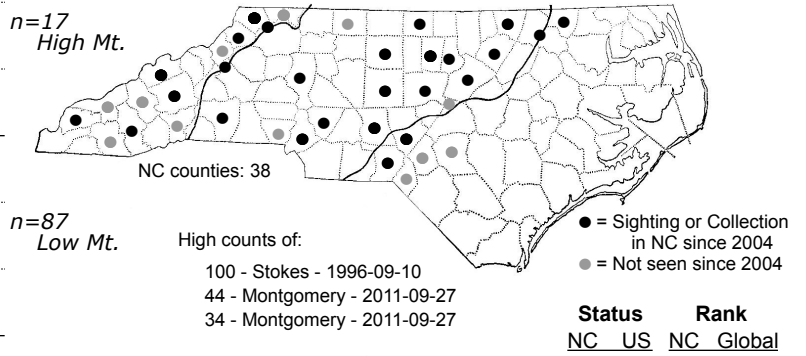 n=17
High Mt.
NC counties: 38
n=87
Low Mt.
High counts of:
100 - Stokes - 1996-09-10
44 - Montgomery - 2011-09-27
34 - Montgomery - 2011-09-27
= Sighting or Collection
in NC since 2004
= Not seen since 2004
Status Rank
NC US NC Global